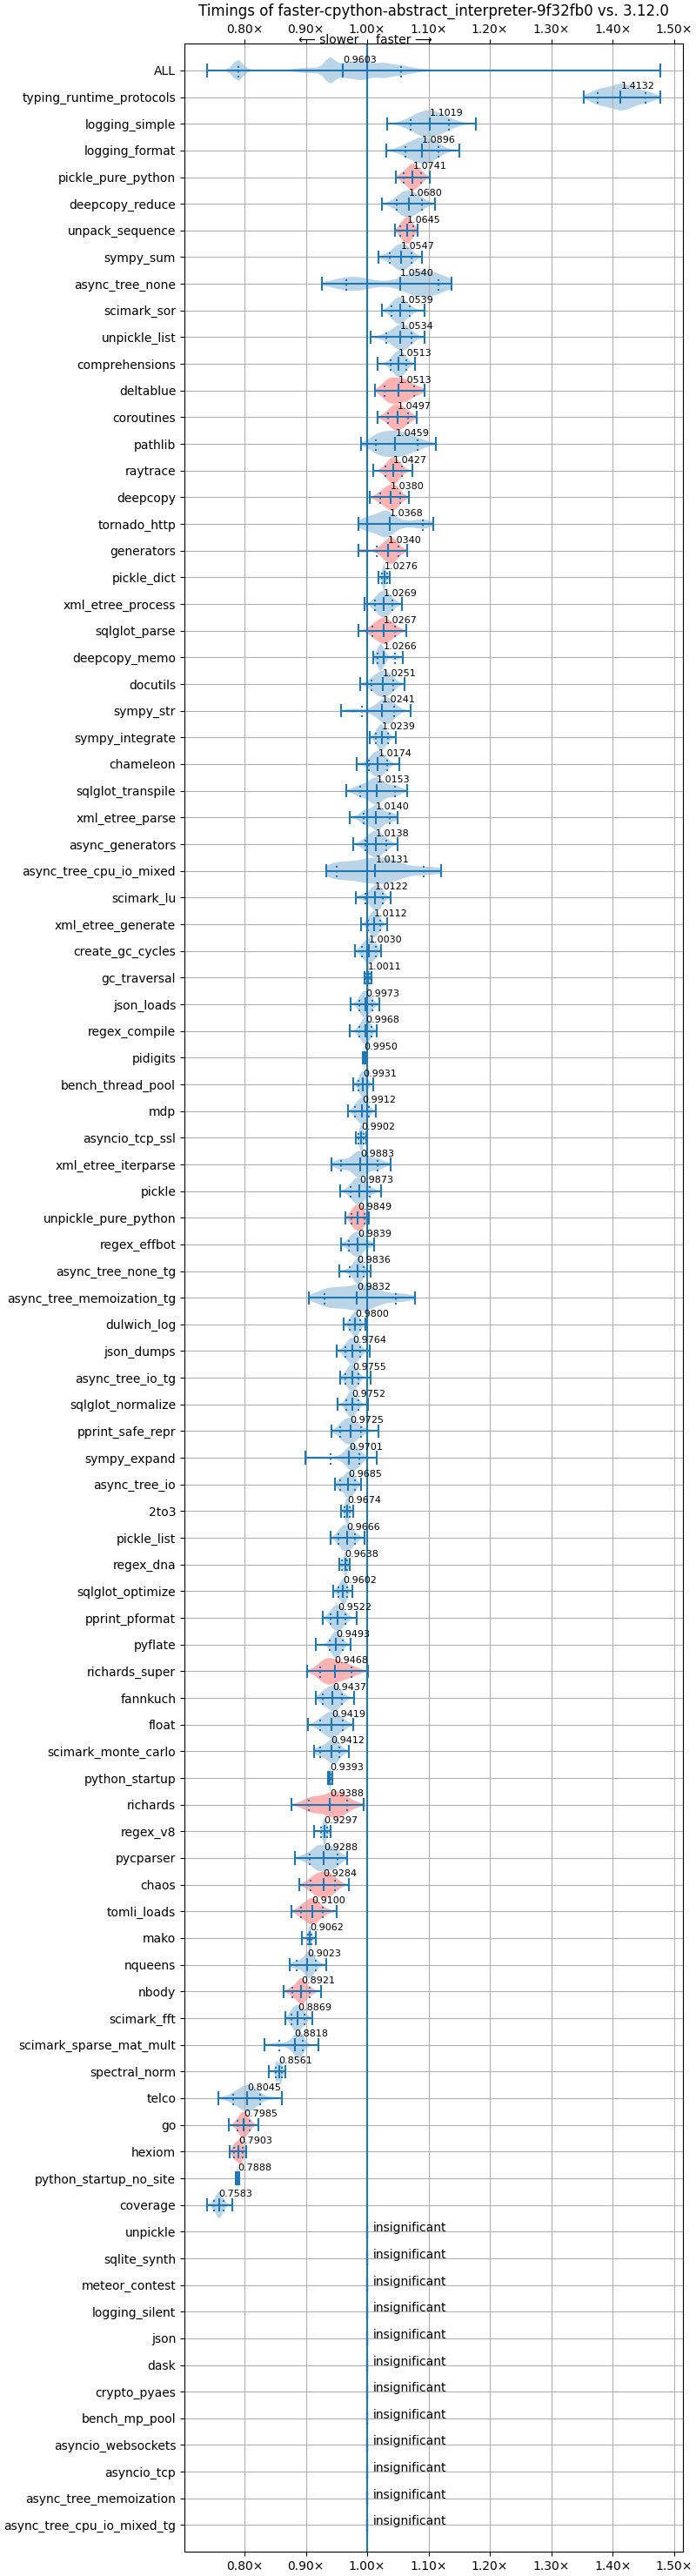 Timings of faster-cpython-abstract_interpreter-9f32fb0 vs. 3.12.0
0.80× 0.90× 1.00× 1.10× 1.20× 1.30× 1.40× 1.50×
⟵ slower faster ⟶
ALL 0.9603
typing_runtime_protocols 1.4132
logging_simple 1.1019
logging_format 1.0896
pickle_pure_python 1.0741
deepcopy_reduce 1.0680
unpack_sequence 1.0645
sympy_sum 1.0547
async_tree_none 1.0540
scimark_sor 1.0539
unpickle_list 1.0534
comprehensions 1.0513
deltablue 1.0513
coroutines 1.0497
pathlib 1.0459
raytrace 1.0427
deepcopy 1.0380
tornado_http 1.0368
generators 1.0340
pickle_dict 1.0276
xml_etree_process 1.0269
sqlglot_parse 1.0267
deepcopy_memo 1.0266
docutils 1.0251
sympy_str 1.0241
sympy_integrate 1.0239
chameleon 1.0174
sqlglot_transpile 1.0153
xml_etree_parse 1.0140
async_generators 1.0138
async_tree_cpu_io_mixed 1.0131
scimark_lu 1.0122
xml_etree_generate 1.0112
create_gc_cycles 1.0030
gc_traversal 1.0011
json_loads 0.9973
regex_compile 0.9968
pidigits 0.9950
bench_thread_pool 0.9931
mdp 0.9912
asyncio_tcp_ssl 0.9902
xml_etree_iterparse 0.9883
pickle 0.9873
unpickle_pure_python 0.9849
regex_effbot 0.9839
async_tree_none_tg 0.9836
async_tree_memoization_tg 0.9832
dulwich_log 0.9800
json_dumps 0.9764
async_tree_io_tg 0.9755
sqlglot_normalize 0.9752
pprint_safe_repr 0.9725
sympy_expand 0.9701
async_tree_io 0.9685
2to3 0.9674
pickle_list 0.9666
regex_dna 0.9638
sqlglot_optimize 0.9602
pprint_pformat 0.9522
pyflate 0.9493
richards_super 0.9468
fannkuch 0.9437
float 0.9419
scimark_monte_carlo 0.9412
python_startup 0.9393
richards 0.9388
regex_v8 0.9297
pycparser 0.9288
chaos 0.9284
tomli_loads 0.9100
mako 0.9062
nqueens 0.9023
nbody 0.8921
scimark_fft 0.8869
scimark_sparse_mat_mult 0.8818
spectral_norm 0.8561
telco 0.8045
go 0.7985
hexiom 0.7903
python_startup_no_site 0.7888
coverage 0.7583
unpickle insignificant
sqlite_synth insignificant
meteor_contest insignificant
logging_silent insignificant
json insignificant
dask insignificant
crypto_pyaes insignificant
bench_mp_pool insignificant
asyncio_websockets insignificant
asyncio_tcp insignificant
async_tree_memoization insignificant
async_tree_cpu_io_mixed_tg insignificant
0.80× 0.90× 1.00× 1.10× 1.20× 1.30× 1.40× 1.50×